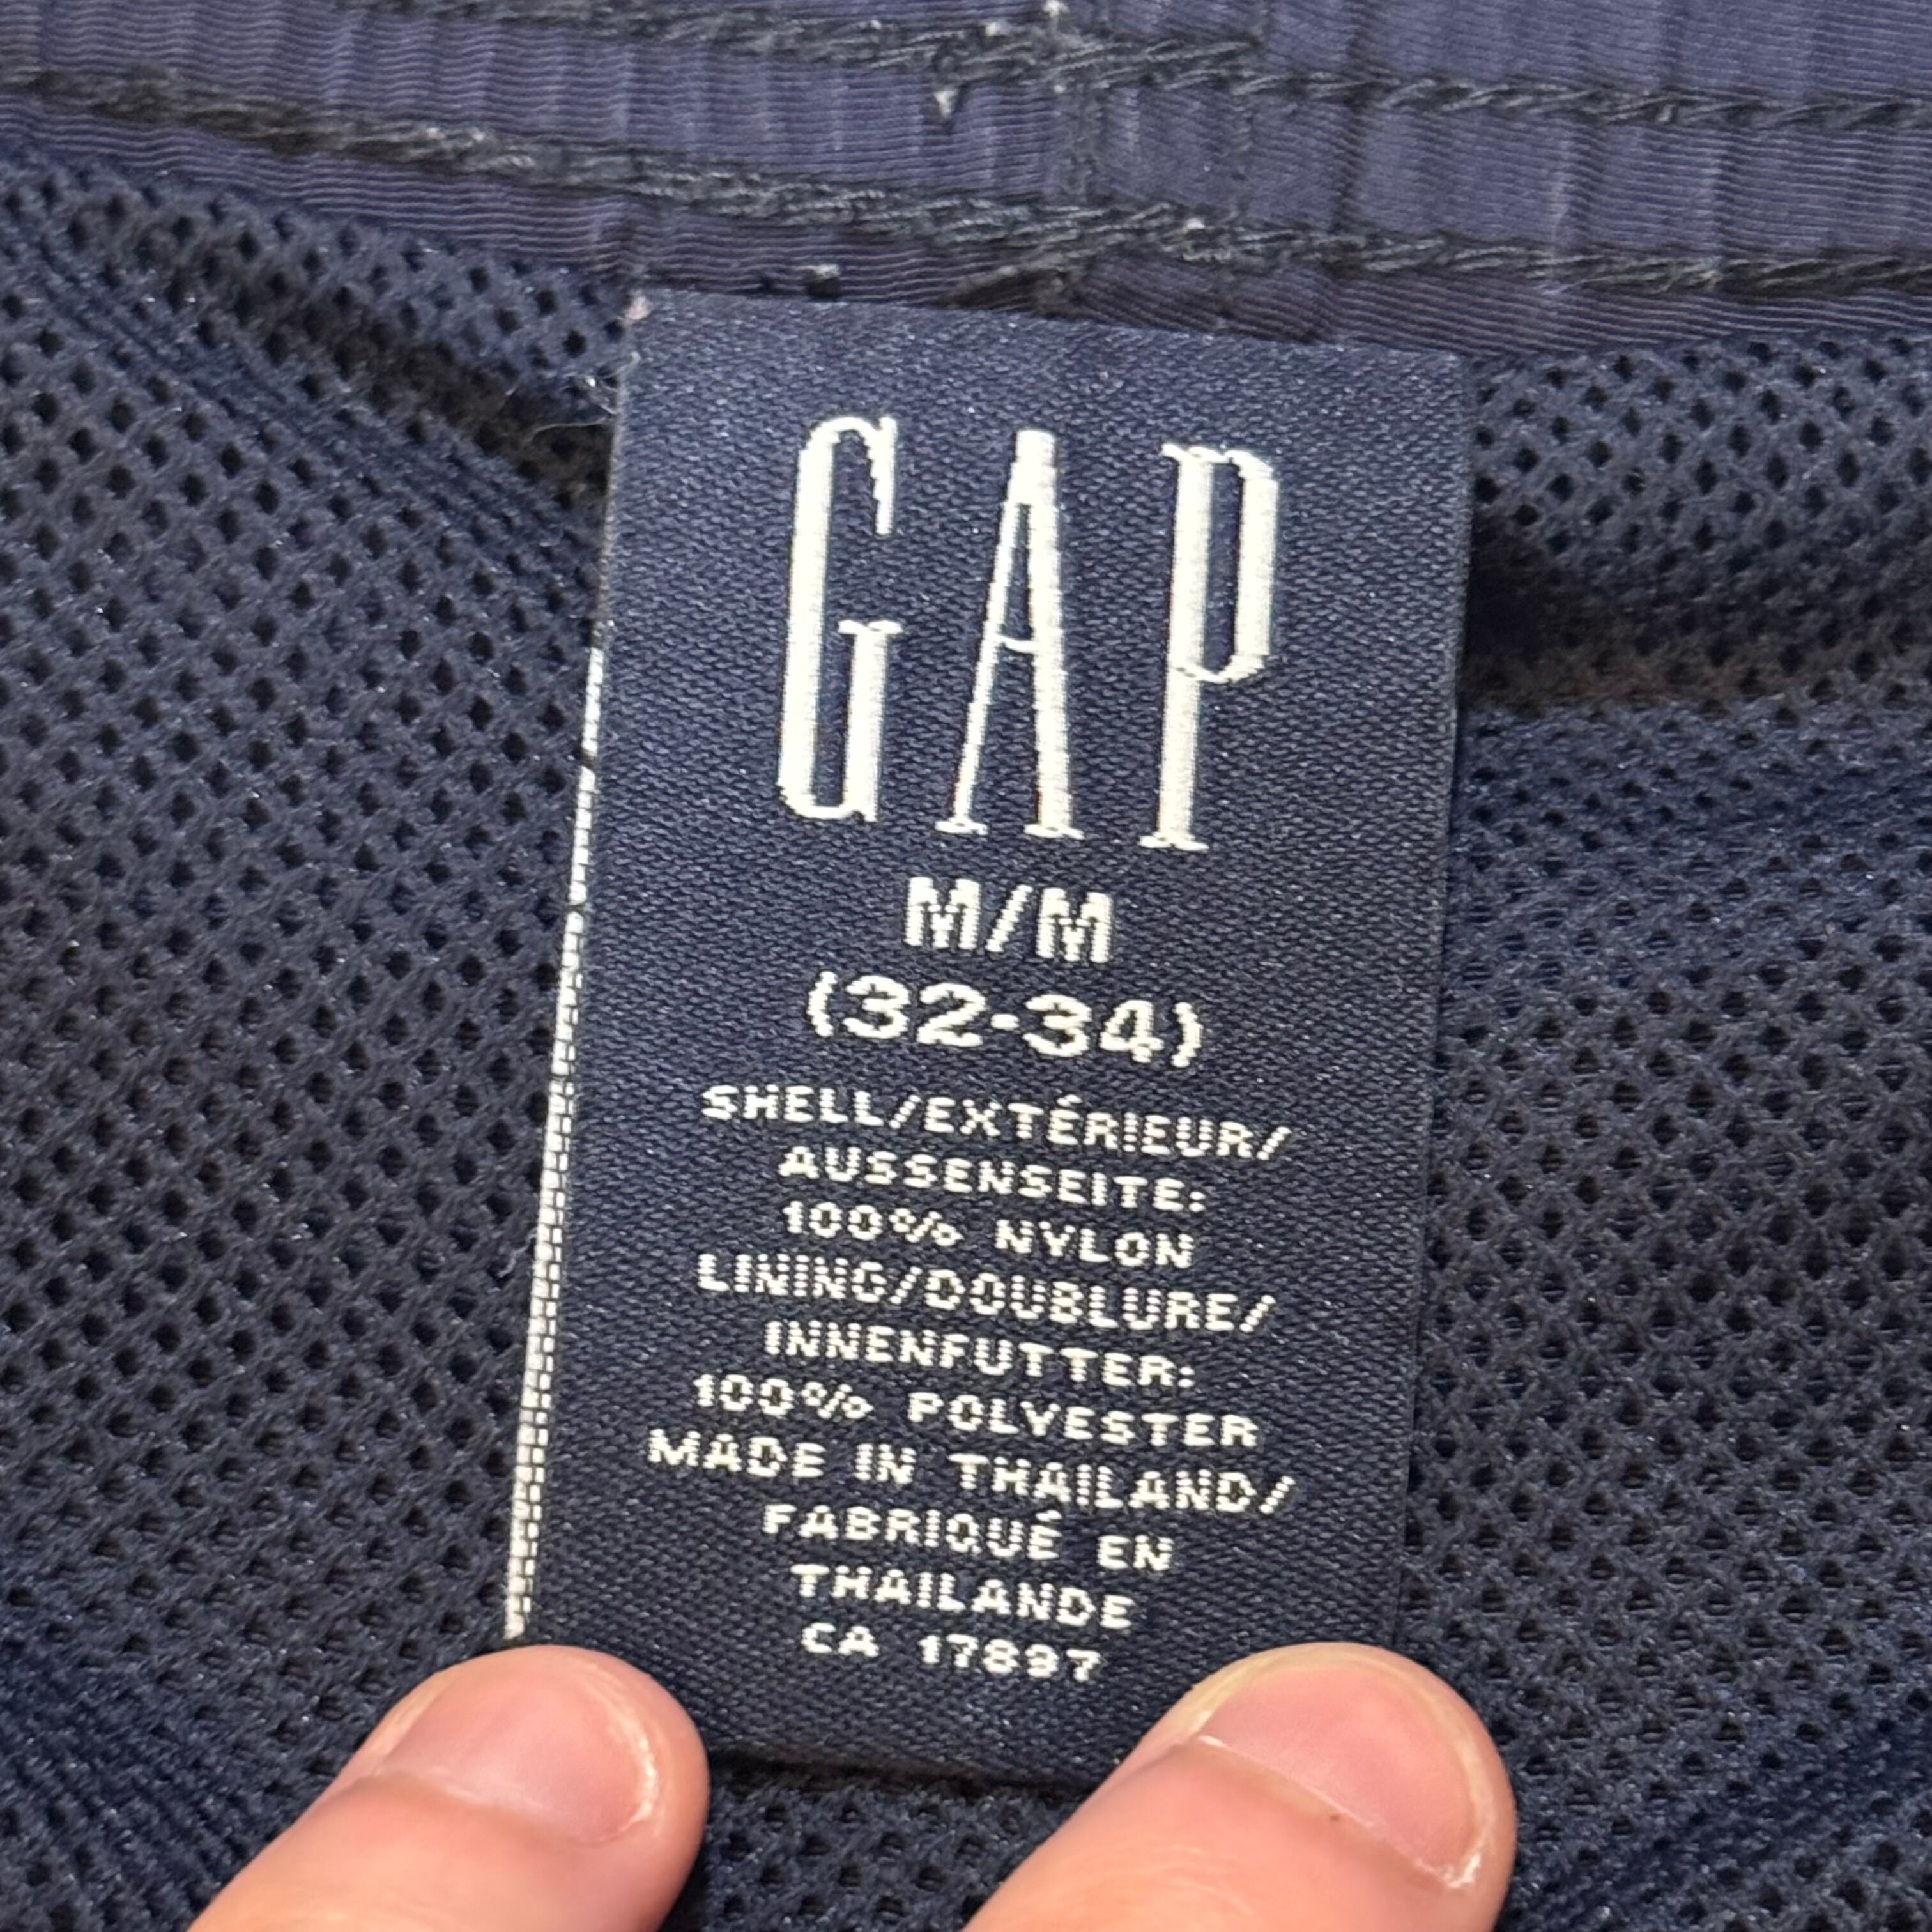 GAP
M/M
(32-34)
SHELL/EXTÉRIEUR/
AUSSENSEITE:
100% NYLON
LINING/DOUBLURE/
INNENFUTTER:
100% POLYESTER
MADE IN THAILAND/
FABRIQUÉ EN
THAILANDE
CA 17897